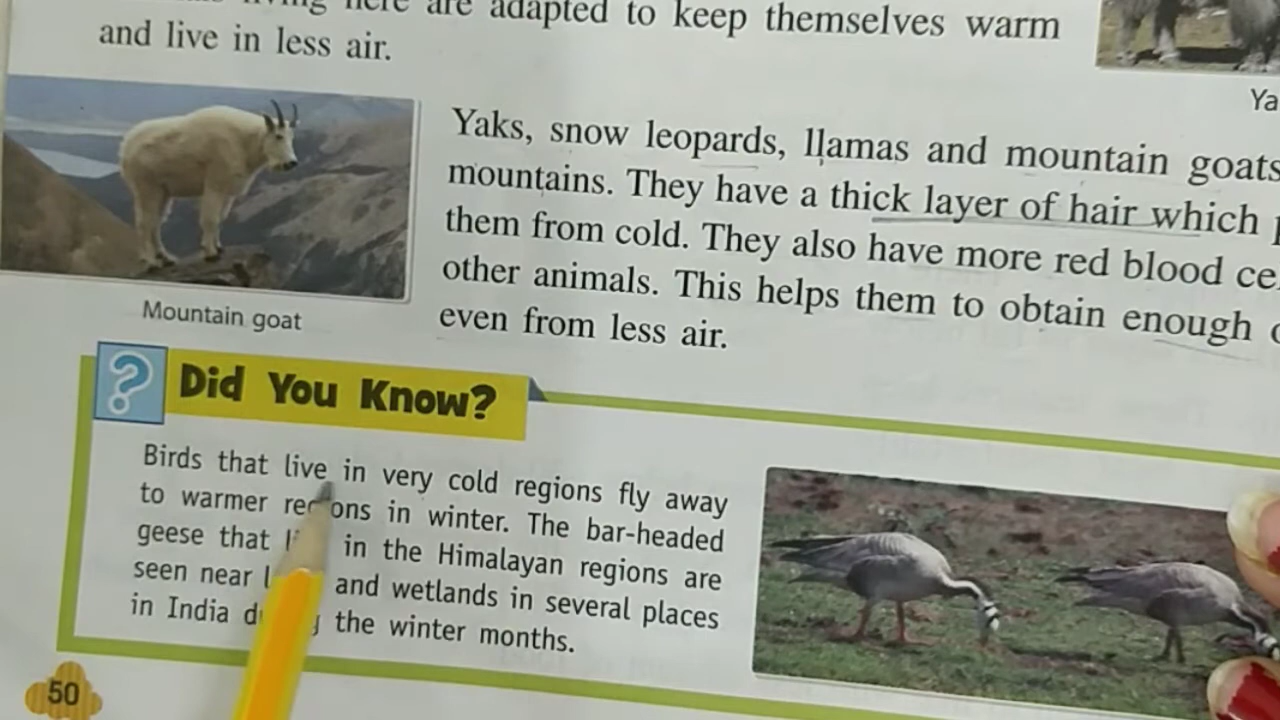 living here are adapted to keep themselves warm
and live in less air.
Ya
Yaks, snow leopards, llamas and mountain goats
mountains. They have a thick layer of hair which
them from cold. They also have more red blood ce
other animals. This helps them to obtain enough
even from less air.
Mountain goat
? Did You Know?
Birds that live in very cold regions fly away
to warmer regions in winter. The bar-headed
geese that in the Himalayan regions are
seen near and wetlands in several places
in India the winter months.
50